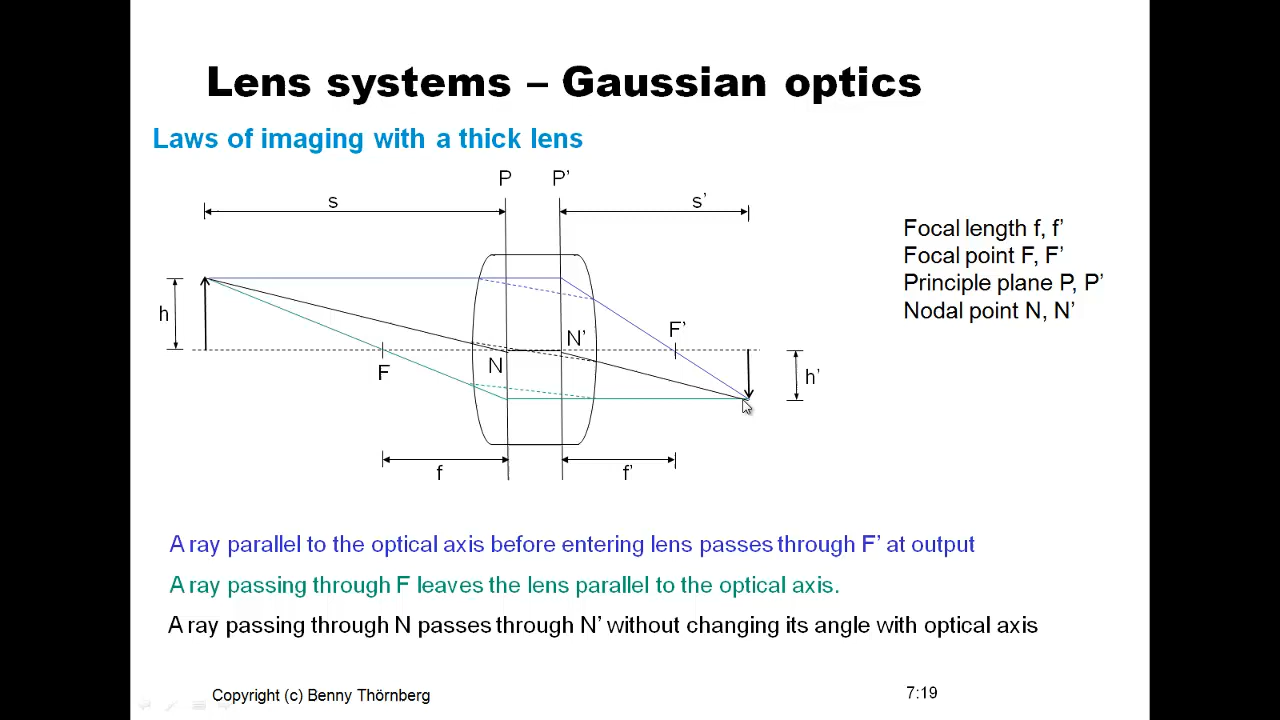 Lens systems – Gaussian optics
Laws of imaging with a thick lens
P P’
s s’
Focal length f, f’
Focal point F, F’
Principle plane P, P’
Nodal point N, N’
h
N’ F’
F N h’
f f’
A ray parallel to the optical axis before entering lens passes through F’ at output
A ray passing through F leaves the lens parallel to the optical axis.
A ray passing through N passes through N’ without changing its angle with optical axis
Copyright (c) Benny Thörnberg 7:19